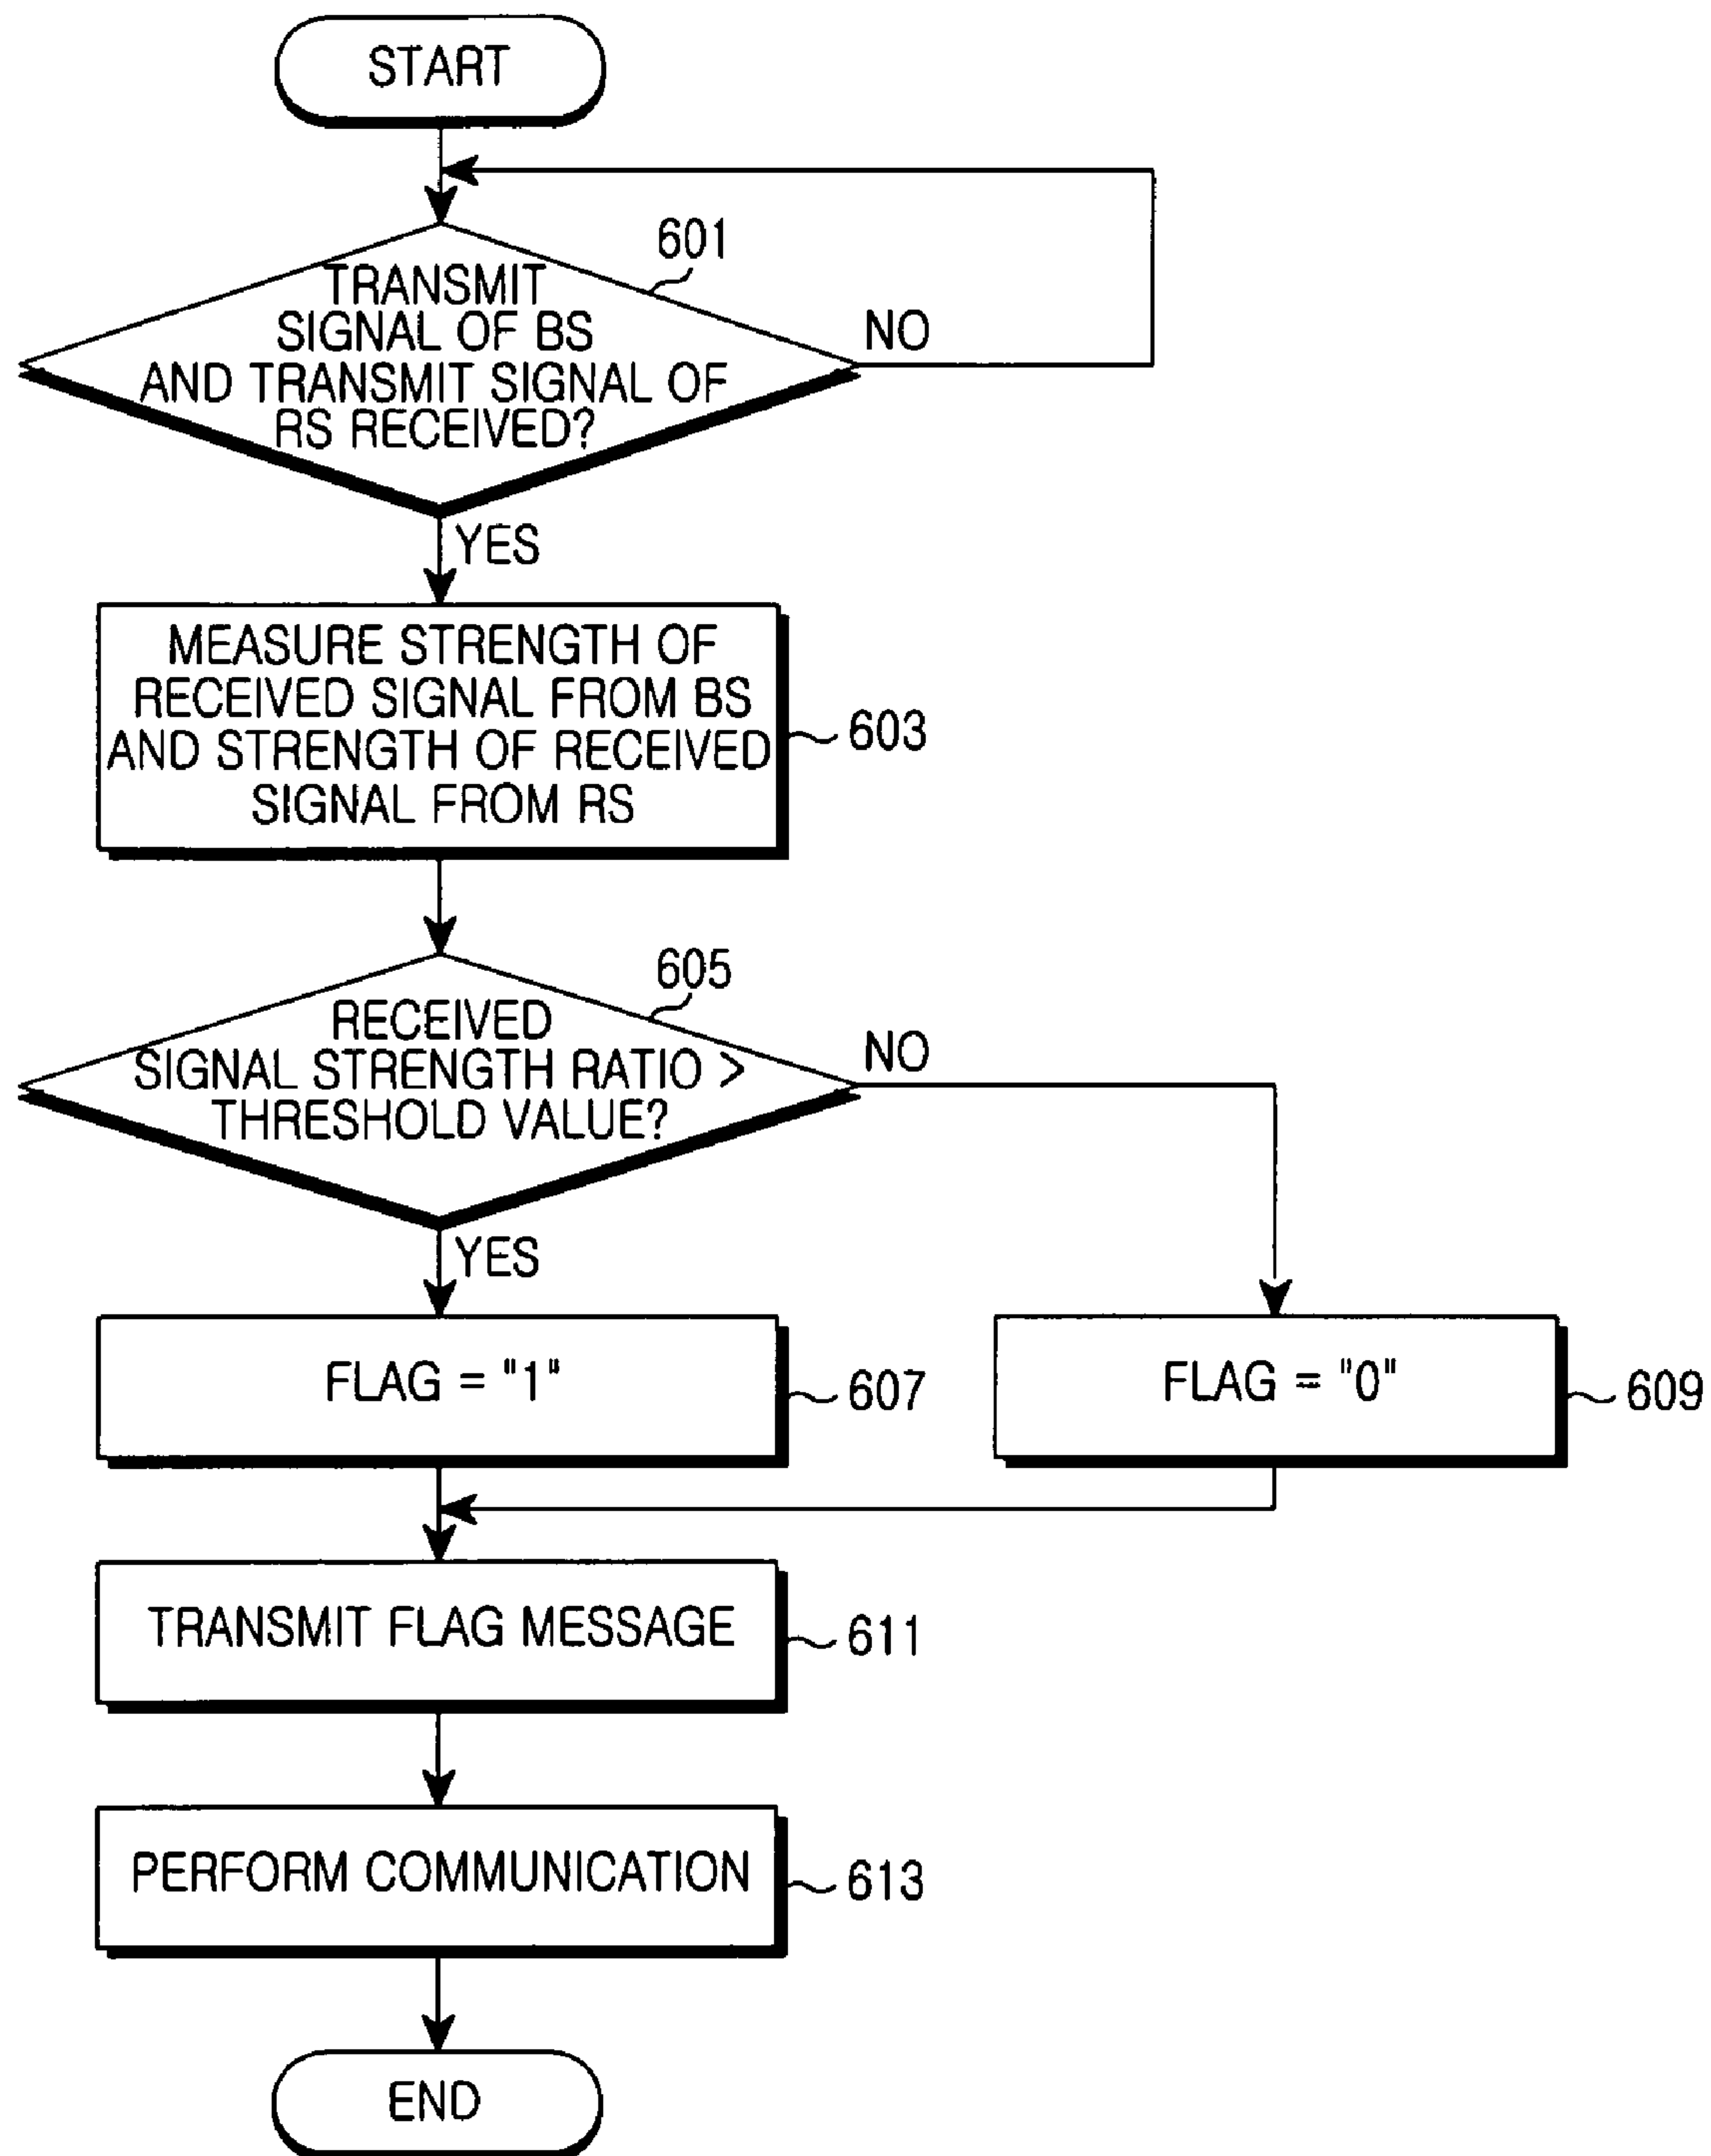 START
601
TRANSMIT
SIGNAL OF BS
AND TRANSMIT SIGNAL OF
RS RECEIVED?
NO
YES
MEASURE STRENGTH OF
RECEIVED SIGNAL FROM BS
AND STRENGTH OF RECEIVED
SIGNAL FROM RS
603
605
RECEIVED
SIGNAL STRENGTH RATIO >
THRESHOLD VALUE?
NO
YES
FLAG = "1"
607
FLAG = "0"
609
TRANSMIT FLAG MESSAGE
611
PERFORM COMMUNICATION
613
END